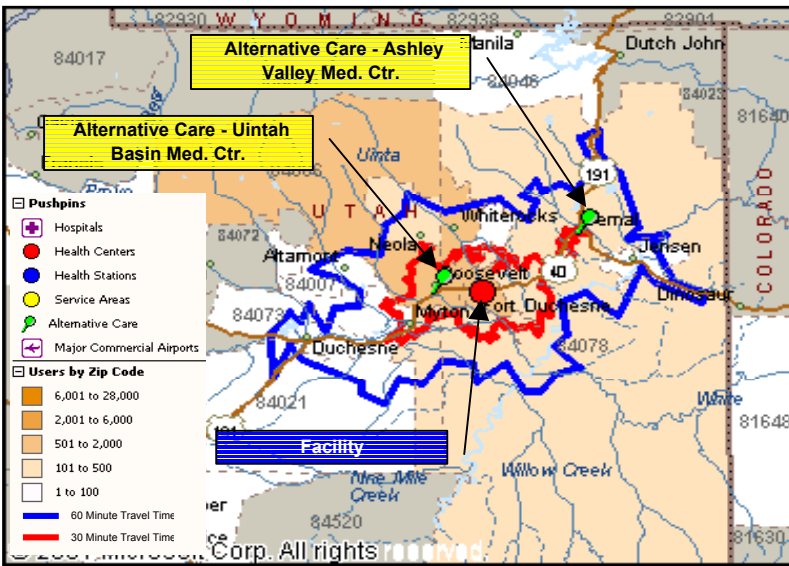 82930 W Y O M I N G 82938 82901
84017
Manila
Dutch John
Alternative Care - Ashley
Valley Med. Ctr.
84046
84023
81640
Alternative Care - Uintah
Basin Med. Ctr.
Uinta
191
U T A H
Whiterocks
Jensen
COLORADO
84072
Neola
Altamont
84007
Roosevelt
40
Dinosaur
84073
Myton
Fort Duchesne
Duchesne
84078
84021
White
81648
Facility
Willow Creek
Nine Mile
Creek
84520
81630
Pushpins
Hospitals
Health Centers
Health Stations
Service Areas
Alternative Care
Major Commercial Airports
Users by Zip Code
6,001 to 28,000
2,001 to 6,000
501 to 2,000
101 to 500
1 to 100
60 Minute Travel Time
30 Minute Travel Time
Corp. All rights